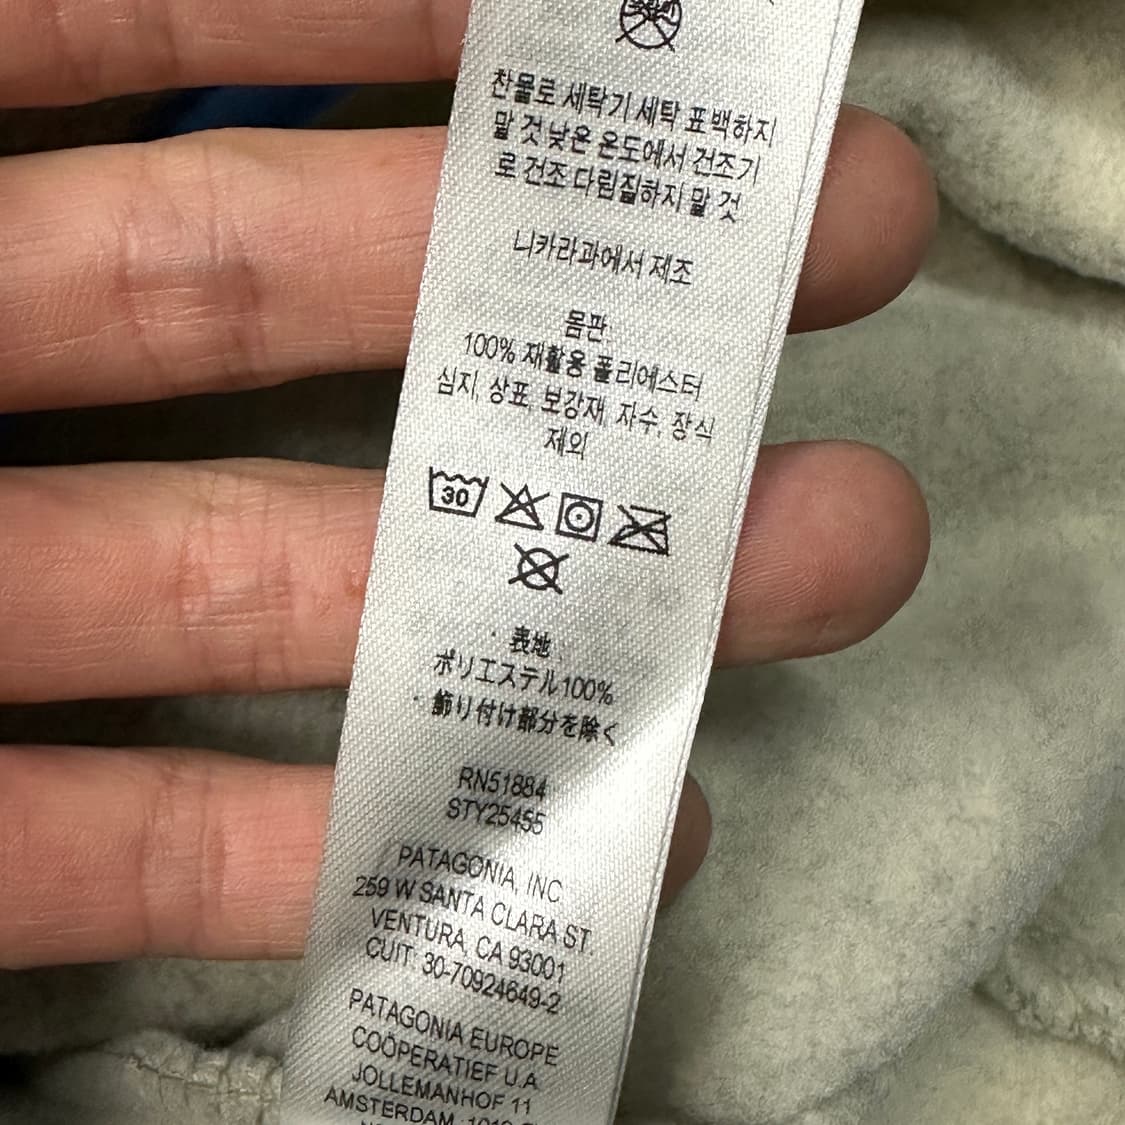 찬물로 세탁기 세탁 표백하지
말 것 낮은 온도에서 건조기
로 건조 다림질하지 말 것
니카라과에서 제조
몸판:
100% 재활용 폴리에스터
심지, 상표, 보강재, 자수, 장식
제외
30
・表地:
ポリエステル100%
・飾り付け部分を除く
RN51884
STY25455
PATAGONIA, INC
259 W SANTA CLARA ST.
VENTURA, CA 93001
CUIT: 30-70924649-2
PATAGONIA EUROPE
COÖPERATIEF U.A
JOLLEMANHOF 11
AMSTERDAM